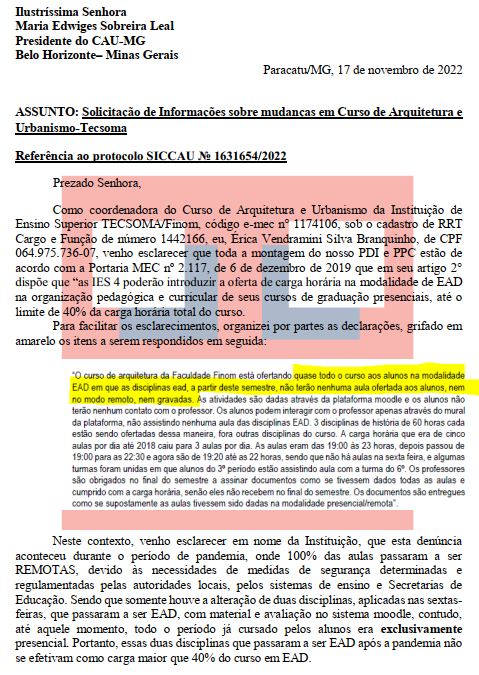 Ilustríssima Senhora
Maria Edwiges Sobreira Leal
Presidente do CAU-MG
Belo Horizonte– Minas Gerais
Paracatu/MG, 17 de novembro de 2022
ASSUNTO: Solicitação de Informações sobre mudanças em Curso de Arquitetura e
Urbanismo-Tecsoma
Referência ao protocolo SICCAU № 1631654/2022
Prezado Senhora,
Como coordenadora do Curso de Arquitetura e Urbanismo da Instituição de
Ensino Superior TECSOMA/Finom, código e-mec n° 1174106, sob o cadastro de RRT
Cargo e Função de número 1442166, eu, Érica Vendramini Silva Branquinho, de CPF
064.975.736-07, venho esclarecer que toda a montagem do nosso PDI e PPC estão
de acordo com a Portaria MEC nº 2.117, de 6 de dezembro de 2019 que em seu artigo 2°
dispõe que “as IES 4 poderão introduzir a oferta de carga horária na modalidade de EAD
na organização pedagógica e curricular de seus cursos de graduação presenciais, até o
limite de 40% da carga horária total do curso.
Para facilitar os esclarecimentos, organizei por partes as declarações, grifado em
amarelo os itens a serem respondidos em seguida:
"O curso de arquitetura da Faculdade Finom está ofertando quase todo o curso aos alunos na modalidade
EAD em que as disciplinas ead, a partir deste semestre, não terão nenhuma aula ofertada aos alunos, nem
no modo remoto, nem gravadas. As atividades são dadas através da plataforma moodle e os alunos não
terão nenhum contato com o professor. Os alunos podem interagir com o professor apenas através do mural
da plataforma, não assistindo nenhuma aula das disciplinas EAD. 3 disciplinas de história de 60 horas cada
estão sendo ofertadas dessa maneira, fora outras disciplinas do curso. A carga horária que era de cinco
aulas por dia até 2018 caiu para 3 aulas por dia. As aulas eram das 19:00 às 23 horas, depois passou de
19:00 para as 22:30 e agora são de 19:20 até as 22 horas, sendo que não há aulas na sexta feira, e algumas
turmas foram unidas em que alunos do 3º período estão assistindo aula com a turma do 6º. Os professores
são obrigados no final do semestre a assinar documentos como se tivessem dados todas as aulas e
cumprido com a carga horária, senão eles não recebem no final do semestre. Os documentos são entregues
como se supostamente as aulas tivessem sido dadas na modalidade presencial/remota”.
Neste contexto, venho esclarecer em nome da Instituição, que esta denúncia
aconteceu durante o período de pandemia, onde 100% das aulas passaram a ser
REMOTAS, devido às necessidades de medidas de segurança determinadas e
regulamentadas pelas autoridades locais, pelos sistemas de ensino e Secretarias de
Educação. Sendo que somente houve a alteração de duas disciplinas, aplicadas nas sextas-
feiras, que passaram a ser EAD, com material e avaliação no sistema moodle, contudo,
até aquele momento, todo o período já cursado pelos alunos era exclusivamente
presencial. Portanto, essas duas disciplinas que passaram a ser EAD após a pandemia não
se efetivam como carga maior que 40% do curso em EAD.